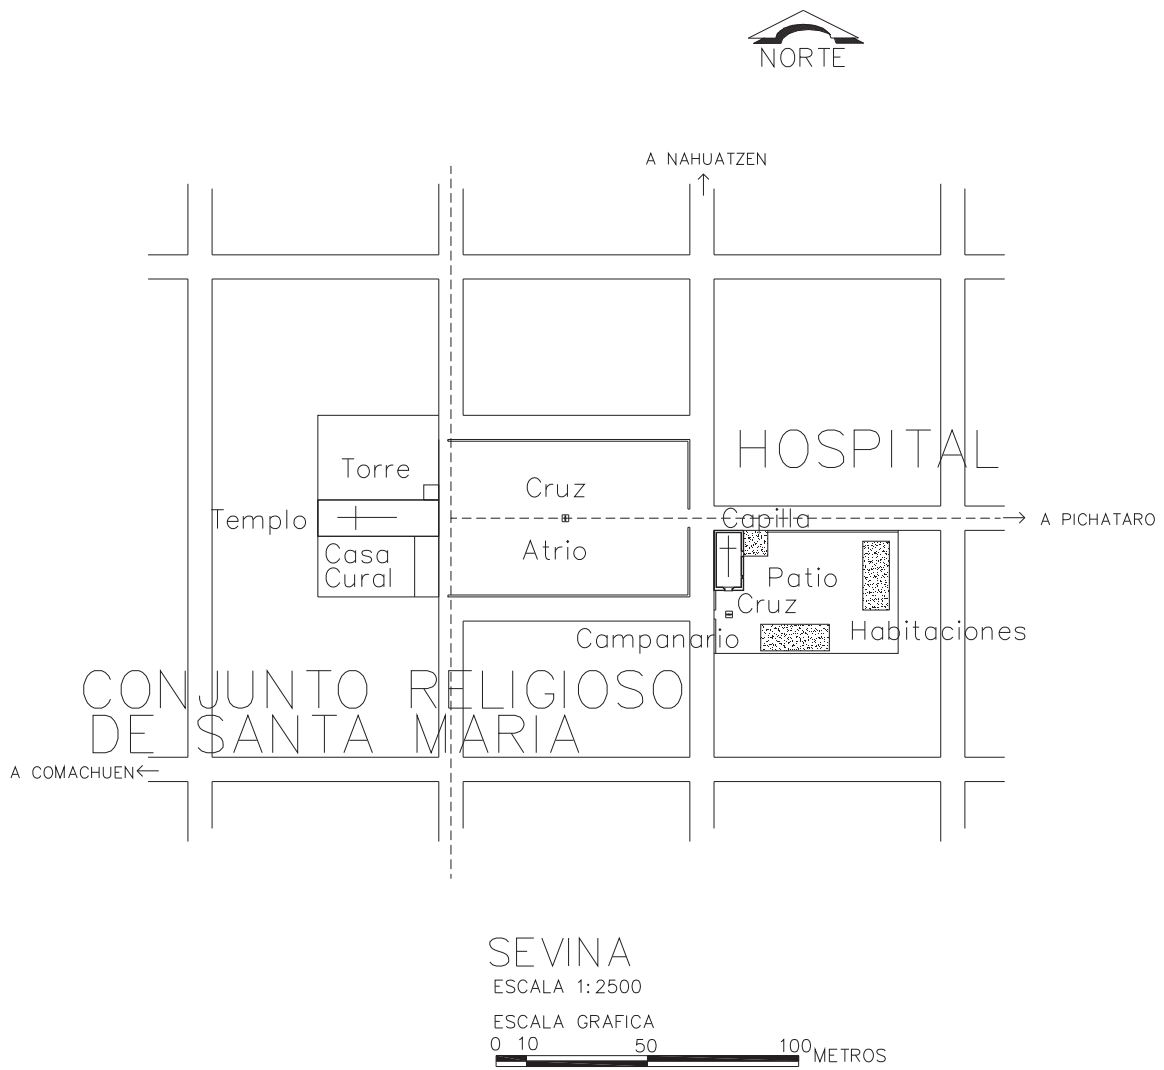 NORTE
A NAHUATZEN
HOSPITAL
Torre
Cruz
Templo
Capilla
A PICHATARO
Atrio
Casa
Cural
Patio
Cruz
Campanario
Habitaciones
CONJUNTO RELIGIOSO
DE SANTA MARIA
A COMACHUEN
SEVINA
ESCALA 1:2500
ESCALA GRAFICA
0 10 50 100 METROS